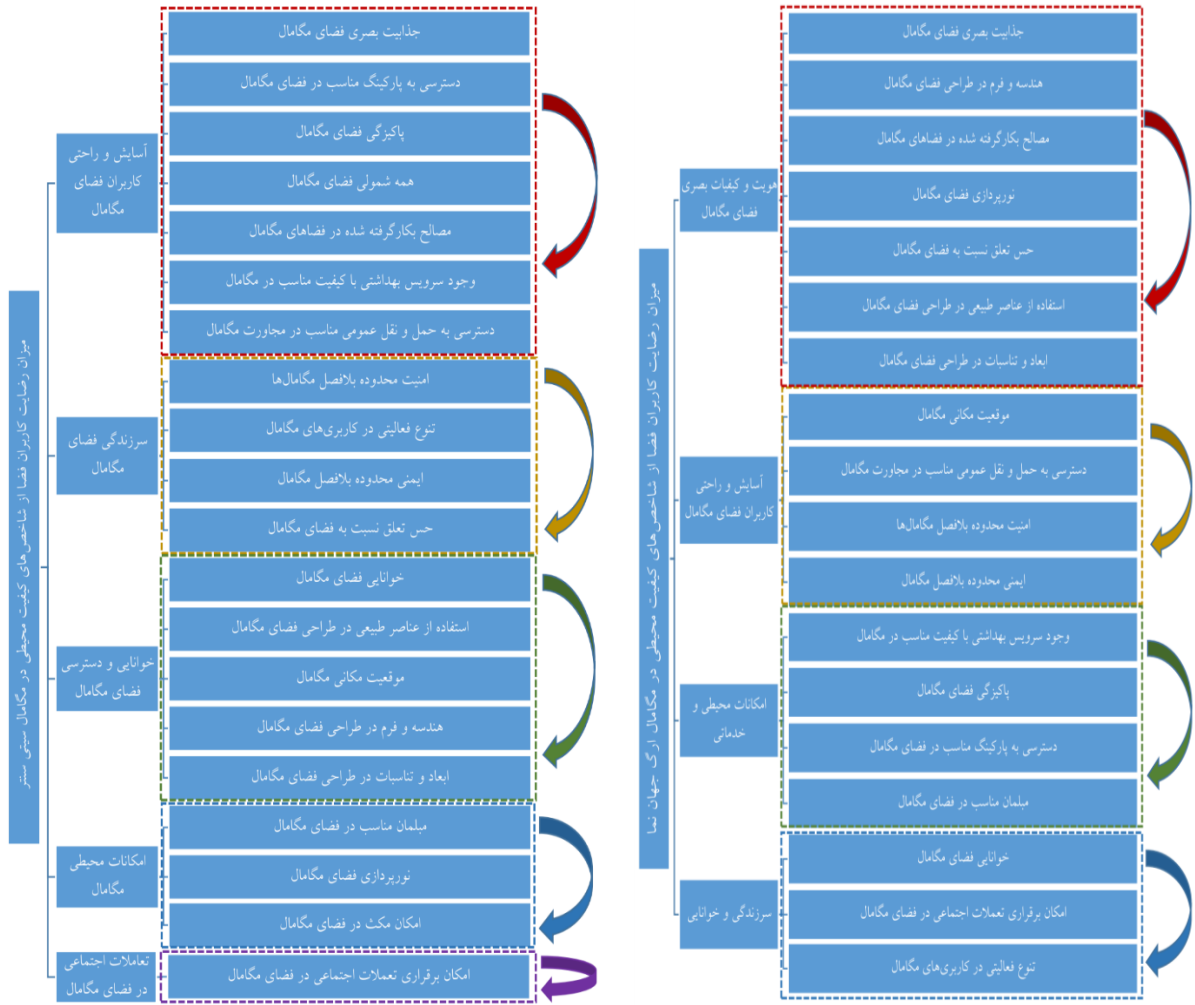 میزان رضایت کاربران فضا از شاخص‌های کیفیت محیطی در مگامال ارگ جهان نما
هویت و کیفیات بصری
فضای مگامال
جذابیت بصری فضای مگامال
هندسه و فرم در طراحی فضای مگامال
مصالح بکارگرفته شده در فضاهای مگامال
نورپردازی فضای مگامال
حس تعلق نسبت به فضای مگامال
استفاده از عناصر طبیعی در طراحی فضای مگامال
ابعاد و تناسبات در طراحی فضای مگامال
آسایش و راحتی
کاربران فضای مگامال
موقعیت مکانی مگامال
دسترسی به حمل و نقل عمومی مناسب در مجاورت مگامال
امنیت محدوده بلافصل مگامال‌ها
ایمنی محدوده بلافصل مگامال
امکانات محیطی و
خدماتی
وجود سرویس بهداشتی با کیفیت مناسب در مگامال
پاکیزگی فضای مگامال
دسترسی به پارکینگ مناسب در فضای مگامال
مبلمان مناسب در فضای مگامال
سرزندگی و خوانایی
خوانایی فضای مگامال
امکان برقراری تعملات اجتماعی در فضای مگامال
تنوع فعالیتی در کاربری‌های مگامال
میزان رضایت کاربران فضا از شاخص‌های کیفیت محیطی در مگامال سیتی سنتر
آسایش و راحتی
کاربران فضای
مگامال
جذابیت بصری فضای مگامال
دسترسی به پارکینگ مناسب در فضای مگامال
پاکیزگی فضای مگامال
همه شمولی فضای مگامال
مصالح بکارگرفته شده در فضاهای مگامال
وجود سرویس بهداشتی با کیفیت مناسب در مگامال
دسترسی به حمل و نقل عمومی مناسب در مجاورت مگامال
سرزندگی فضای
مگامال
امنیت محدوده بلافصل مگامال‌ها
تنوع فعالیتی در کاربری‌های مگامال
ایمنی محدوده بلافصل مگامال
حس تعلق نسبت به فضای مگامال
خوانایی و دسترسی
فضای مگامال
خوانایی فضای مگامال
استفاده از عناصر طبیعی در طراحی فضای مگامال
موقعیت مکانی مگامال
هندسه و فرم در طراحی فضای مگامال
ابعاد و تناسبات در طراحی فضای مگامال
امکانات محیطی
مگامال
مبلمان مناسب در فضای مگامال
نورپردازی فضای مگامال
امکان مکث در فضای مگامال
تعاملات اجتماعی
در فضای مگامال
امکان برقراری تعملات اجتماعی در فضای مگامال